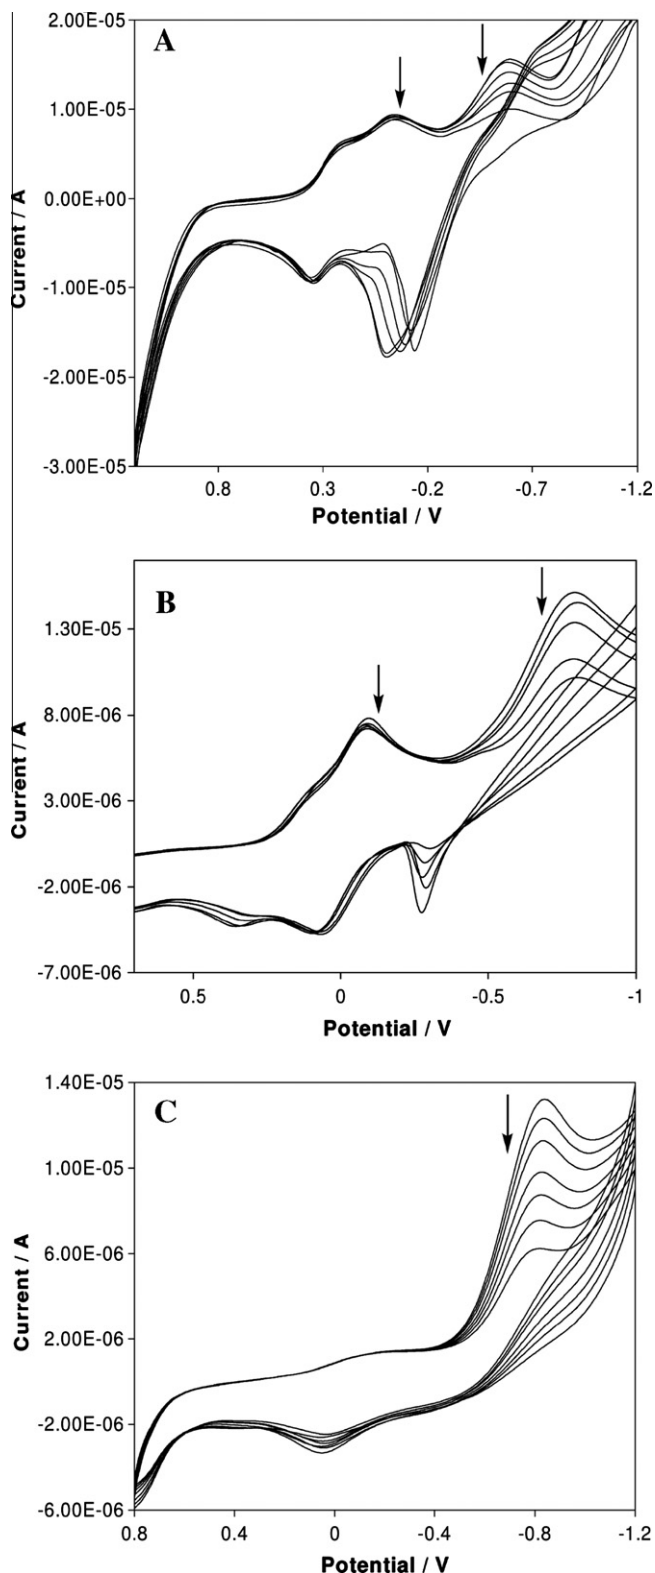 A
2.00E-05
1.00E-05
0.00E+00
-1.00E-05
-2.00E-05
-3.00E-05
Current / A
0.8 0.3 -0.2 -0.7 -1.2
Potential / V
B
1.30E-05
8.00E-06
3.00E-06
-2.00E-06
-7.00E-06
Current / A
0.5 0 -0.5 -1
Potential / V
C
1.40E-05
1.00E-05
6.00E-06
2.00E-06
-2.00E-06
-6.00E-06
Current / A
0.8 0.4 0 -0.4 -0.8 -1.2
Potential / V